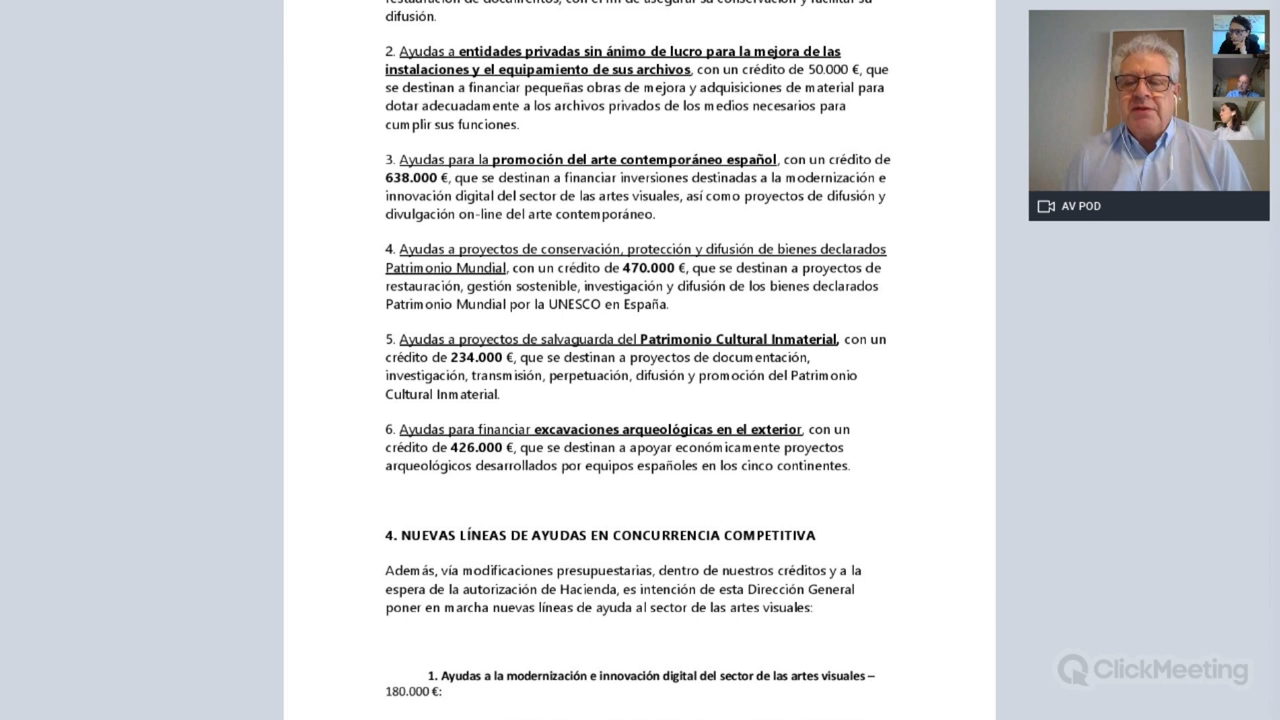 restauración de documentos, con el fin de asegurar su conservación y facilitar su
difusión.
2. Ayudas a entidades privadas sin ánimo de lucro para la mejora de las
instalaciones y el equipamiento de sus archivos, con un crédito de 50.000 €, que
se destinan a financiar pequeñas obras de mejora y adquisiciones de material para
dotar adecuadamente a los archivos privados de los medios necesarios para
cumplir sus funciones.
3. Ayudas para la promoción del arte contemporáneo español, con un crédito de
638.000 €, que se destinan a financiar inversiones destinadas a la modernización e
innovación digital del sector de las artes visuales, así como proyectos de difusión y
divulgación on-line del arte contemporáneo.
4. Ayudas a proyectos de conservación, protección y difusión de bienes declarados
Patrimonio Mundial, con un crédito de 470.000 €, que se destinan a proyectos de
restauración, gestión sostenible, investigación y difusión de los bienes declarados
Patrimonio Mundial por la UNESCO en España.
5. Ayudas a proyectos de salvaguarda del Patrimonio Cultural Inmaterial, con un
crédito de 234.000 €, que se destinan a proyectos de documentación,
investigación, transmisión, perpetuación, difusión y promoción del Patrimonio
Cultural Inmaterial.
6. Ayudas para financiar excavaciones arqueológicas en el exterior, con un
crédito de 426.000 €, que se destinan a apoyar económicamente proyectos
arqueológicos desarrollados por equipos españoles en los cinco continentes.
4. NUEVAS LÍNEAS DE AYUDAS EN CONCURRENCIA COMPETITIVA
Además, vía modificaciones presupuestarias, dentro de nuestros créditos y a la
espera de la autorización de Hacienda, es intención de esta Dirección General
poner en marcha nuevas líneas de ayuda al sector de las artes visuales:
1. Ayudas a la modernización e innovación digital del sector de las artes visuales –
180.000 €:
AV POD
ClickMeeting